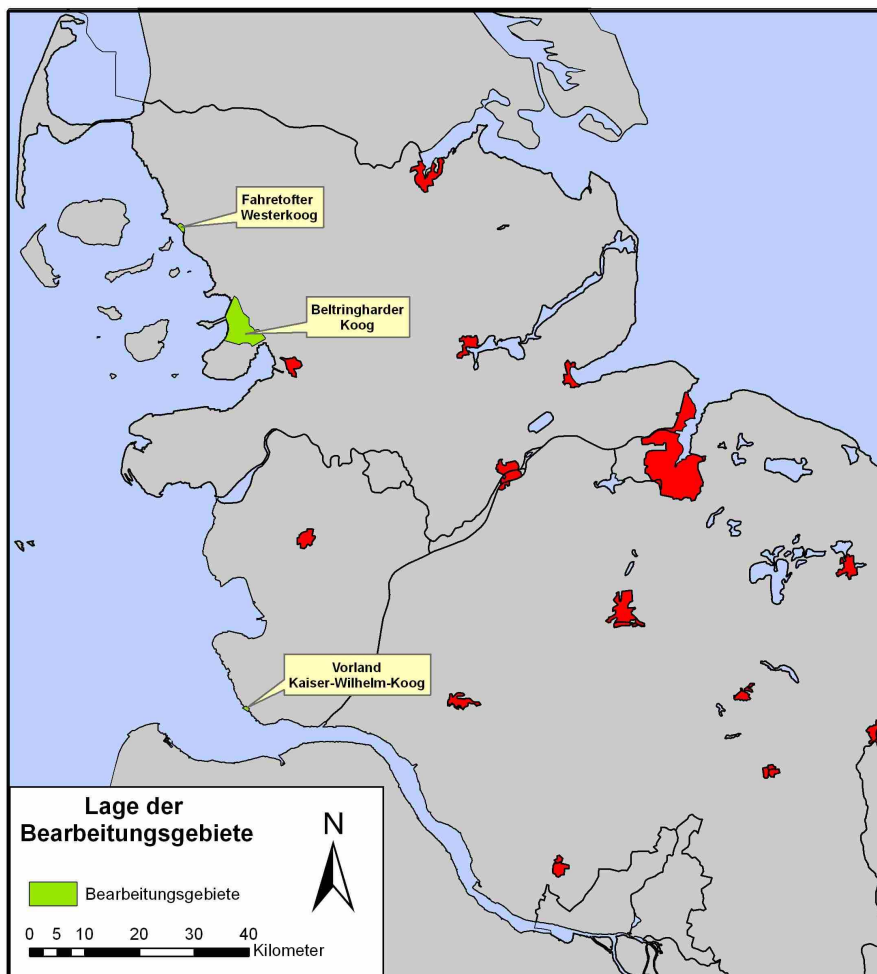 Fahretofter
Westerkoog
Beltringharder
Koog
Vorland
Kaiser-Wilhelm-Koog
Lage der
Bearbeitungsgebiete
N
Bearbeitungsgebiete
0 5 10 20 30 40
Kilometer